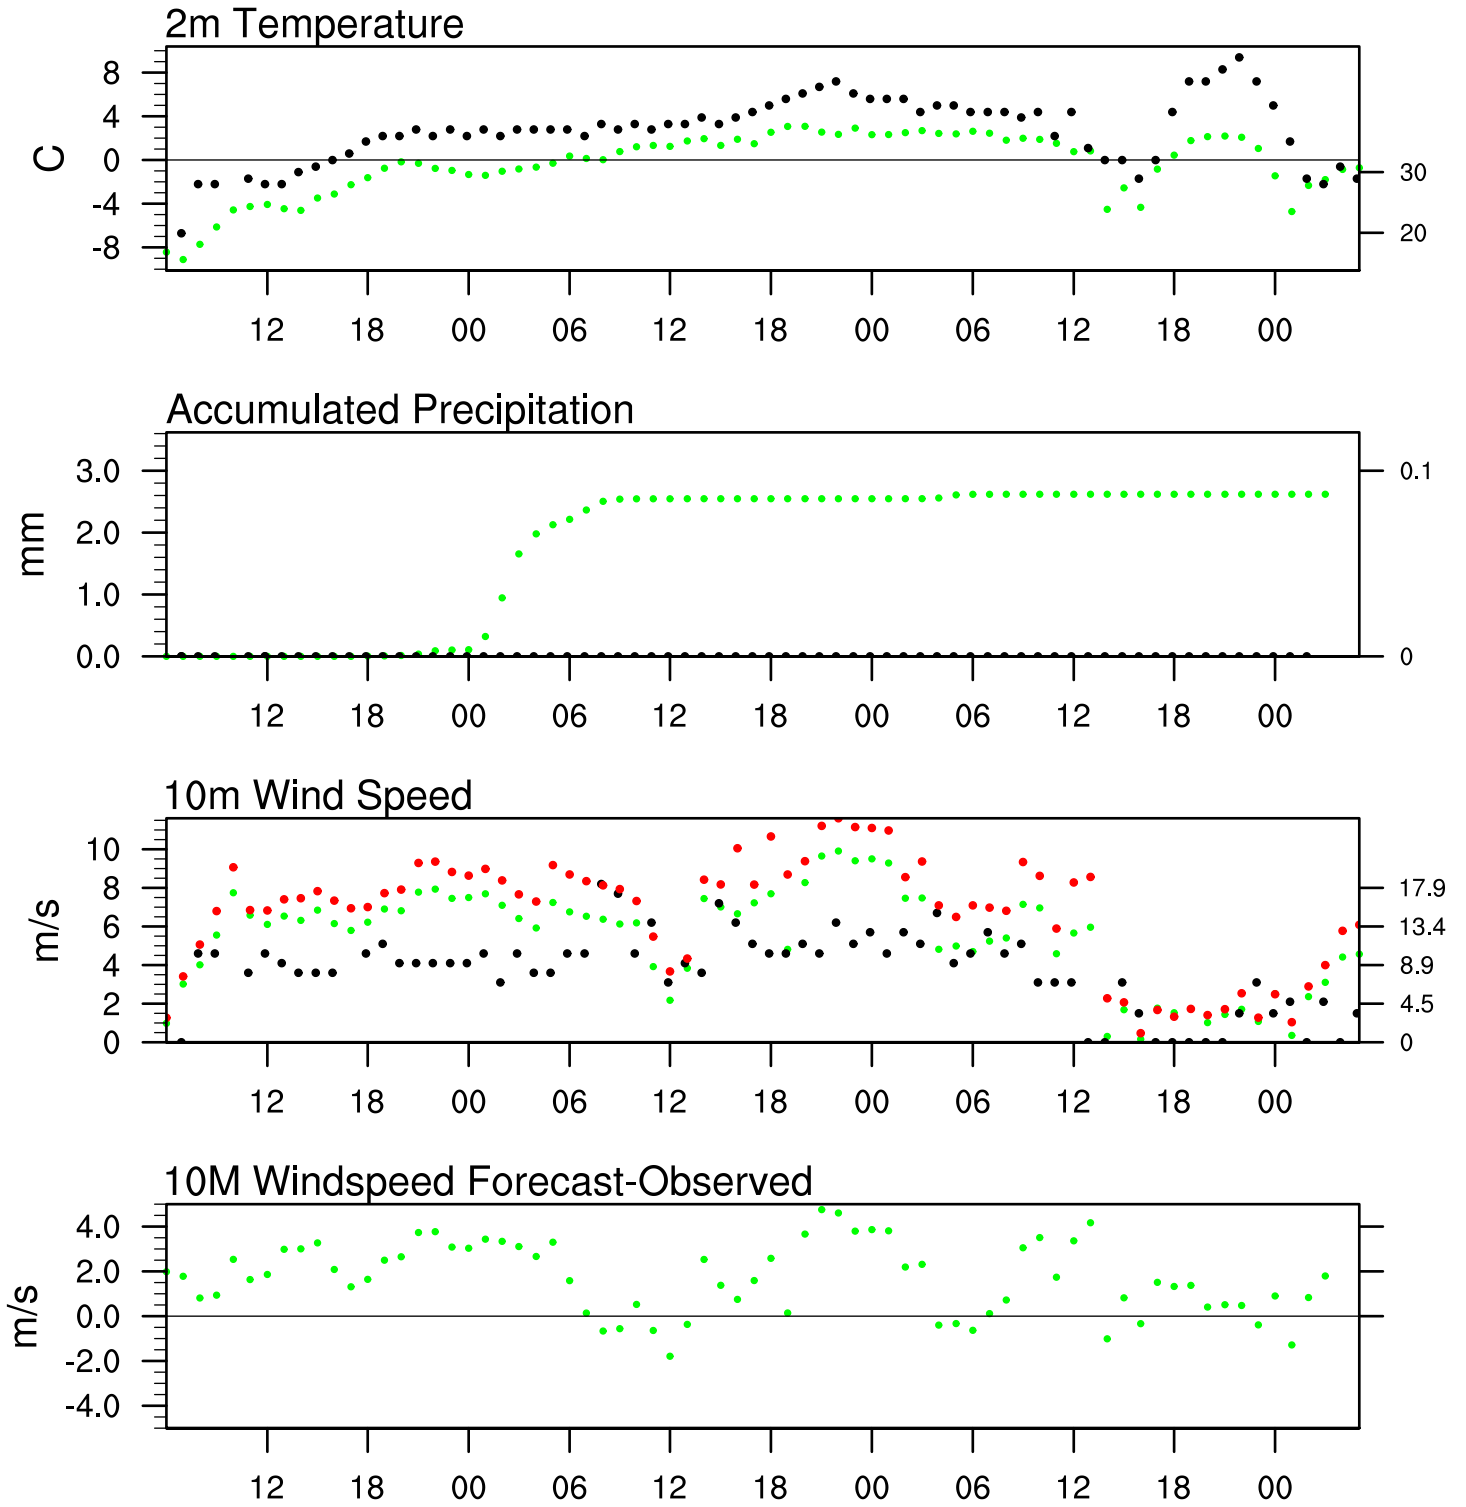 2m Temperature
8
4
0
-4
-8
C
30
20
12 18 00 06 12 18 00 06 12 18 00
Accumulated Precipitation
3.0
2.0
1.0
0.0
mm
0.1
0
12 18 00 06 12 18 00 06 12 18 00
10m Wind Speed
10
8
6
4
2
0
m/s
17.9
13.4
8.9
4.5
0
12 18 00 06 12 18 00 06 12 18 00
10M Windspeed Forecast-Observed
4.0
2.0
0.0
-2.0
-4.0
m/s
12 18 00 06 12 18 00 06 12 18 00